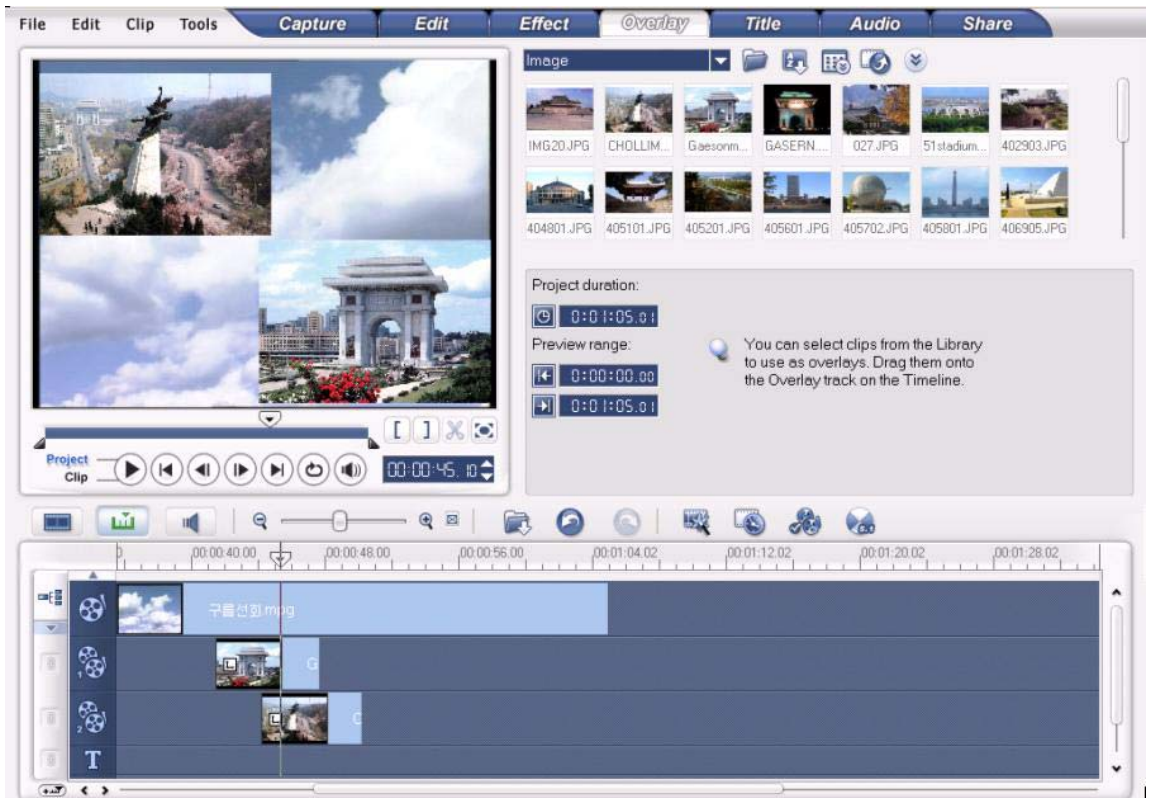 File Edit Clip Tools Capture Edit Effect Overlay Title Audio Share
Image
IMG20.JPG CHOLLIM... Gaesonm... GASERN.... 027.JPG 51stadium... 402903.JPG
404801.JPG 405101.JPG 405201.JPG 405601.JPG 405702.JPG 405801.JPG 406905.JPG
Project duration:
0:01:05.01
Preview range:
0:00:00.00
0:01:05.01
You can select clips from the Library
to use as overlays. Drag them onto
the Overlay track on the Timeline.
[ ]
Project
Clip
00:00:45. 10
00:00:40.00 00:00:48.00 00:00:56.00 00:01:04.02 00:01:12.02 00:01:20.02 00:01:28.02
구름선회.mpg
1 G
2 C
T